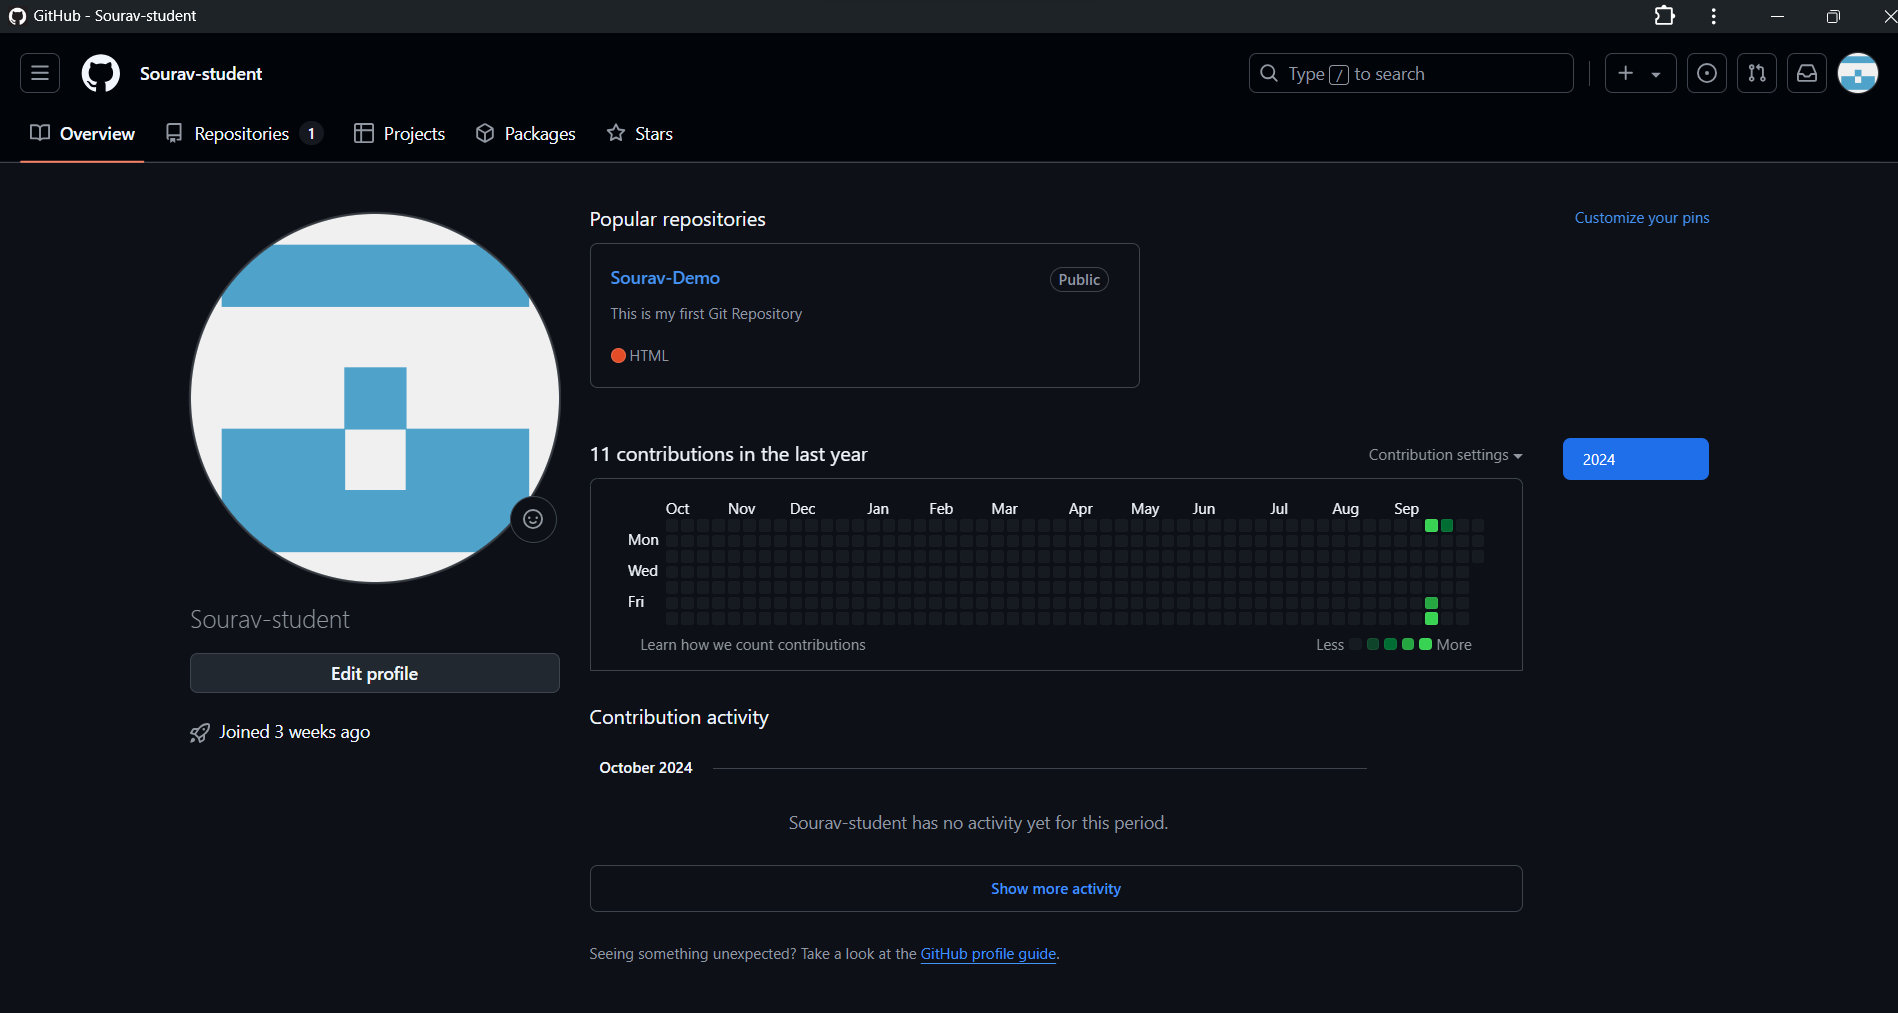 GitHub - Sourav-student
Sourav-student
Type / to search
Overview
Repositories 1
Projects
Packages
Stars
Popular repositories
Customize your pins
Sourav-Demo
Public
This is my first Git Repository
HTML
11 contributions in the last year
Contribution settings
2024
Oct Nov Dec Jan Feb Mar Apr May Jun Jul Aug Sep
Mon
Wed
Fri
Learn how we count contributions
Less
More
Sourav-student
Edit profile
Joined 3 weeks ago
Contribution activity
October 2024
Sourav-student has no activity yet for this period.
Show more activity
Seeing something unexpected? Take a look at the GitHub profile guide.